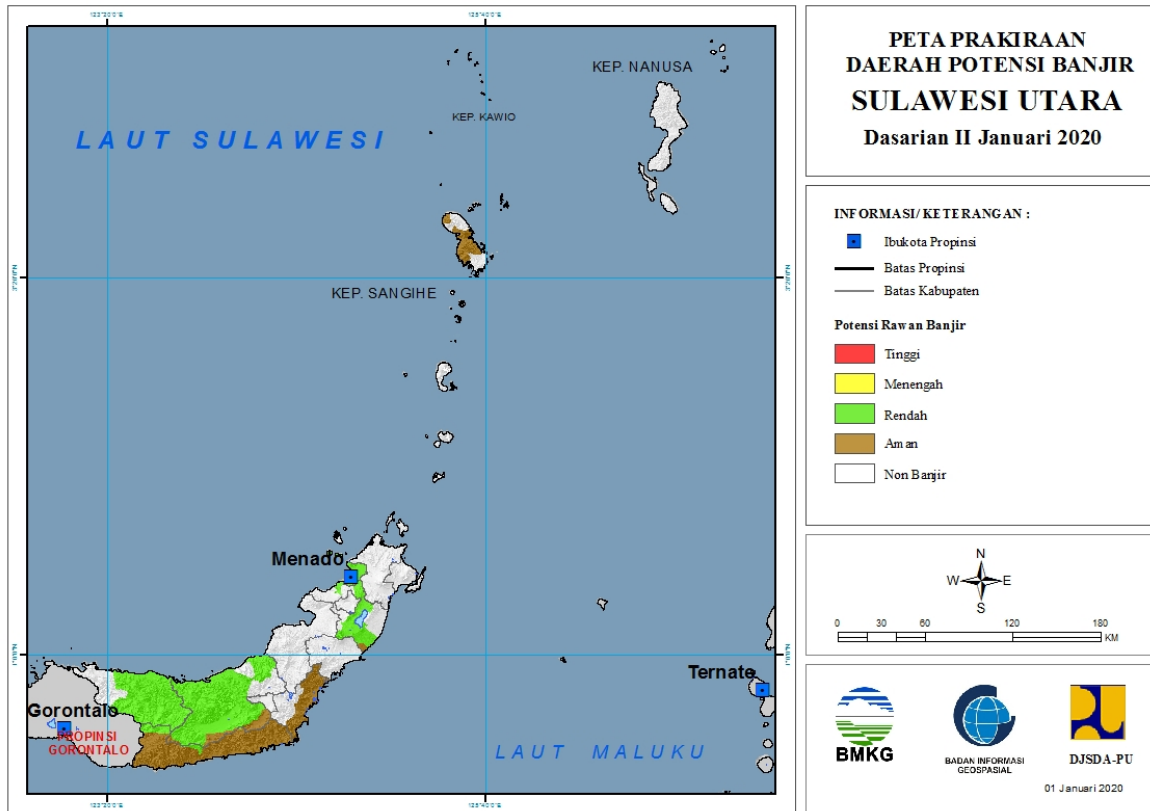 PETA PRAKIRAAN
DAERAH POTENSI BANJIR
SULAWESI UTARA
Dasarian II Januari 2020
INFORMASI/ KETERANGAN :
Ibukota Propinsi
Batas Propinsi
Batas Kabupaten
Potensi Rawan Banjir
Tinggi
Menengah
Rendah
Aman
Non Banjir
N
W E
S
0 30 60 120 180
KM
BMKG
BADAN INFORMASI
GEOSPASIAL
DJSDA-PU
01 Januari 2020
KEP. NANUSA
KEP. KAWIO
LAUT SULAWESI
KEP. SANGIHE
Menado
Ternate
Gorontalo
PROPINSI
GORONTALO
LAUT MALUKU